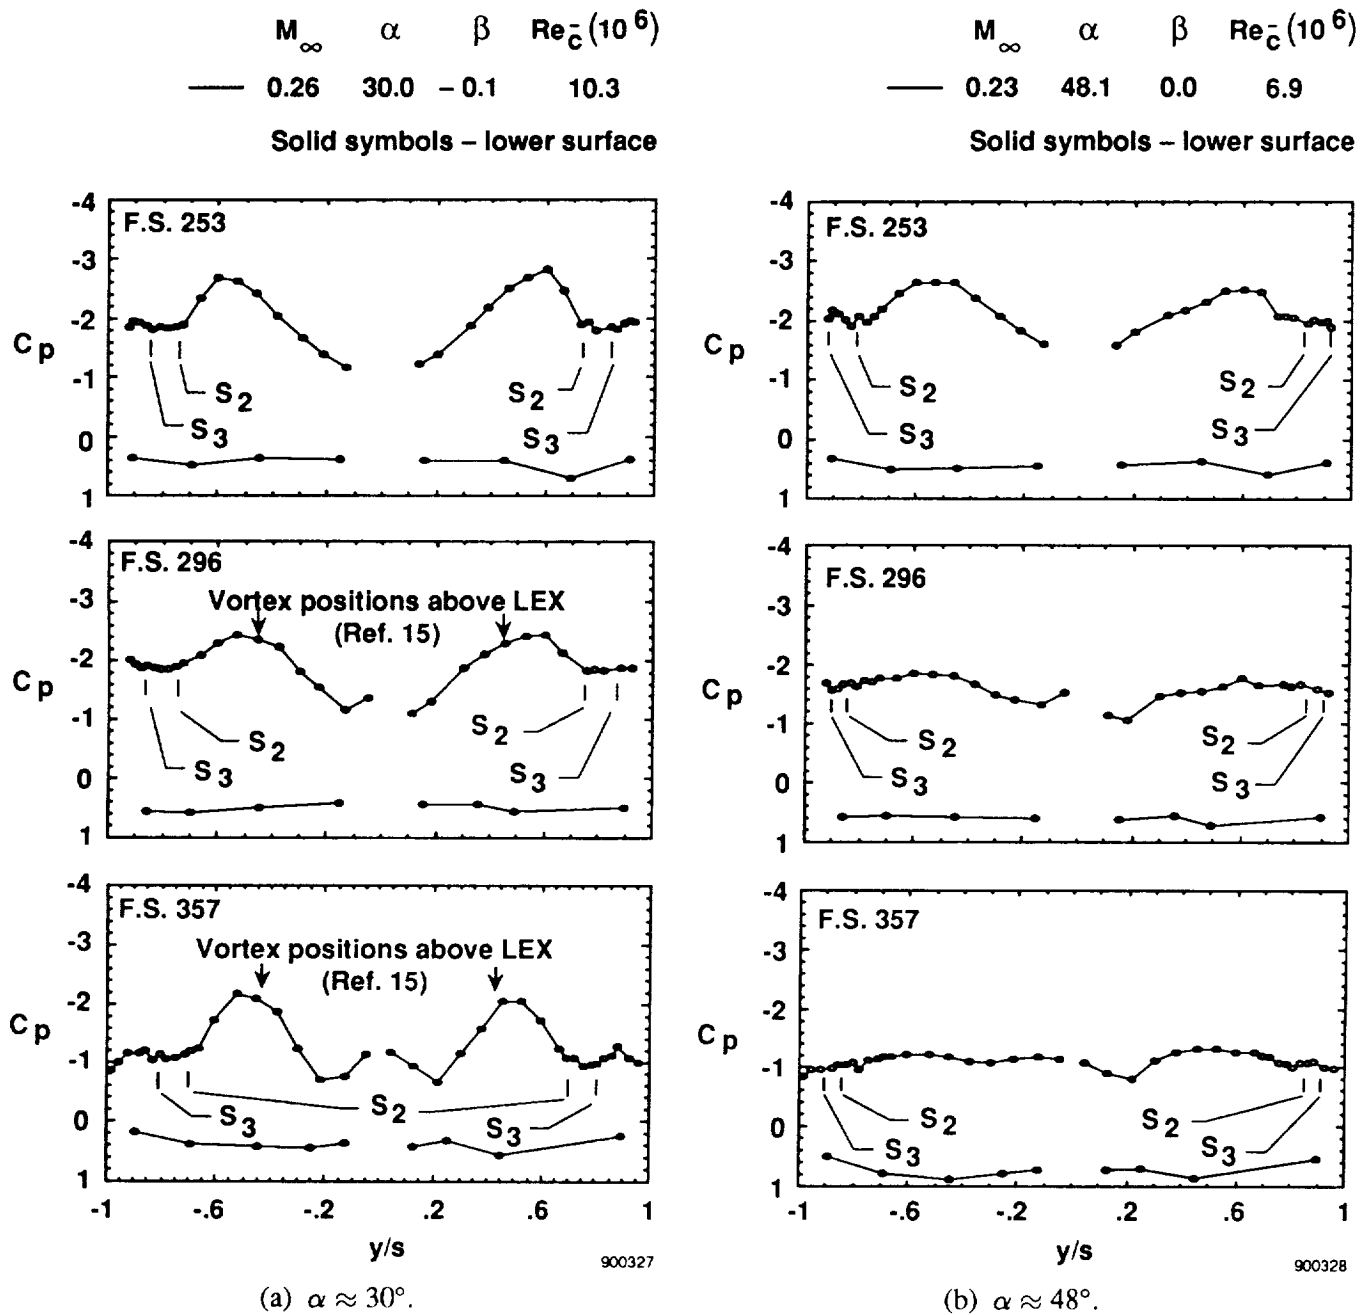 M∞ α β Rec̄ (10⁶)
0.26 30.0 – 0.1 10.3
Solid symbols – lower surface
-4
F.S. 253
-3
-2
Cp
-1
S2
S2
S3
S3
0
1
-4
F.S. 296
-3
Vortex positions above LEX
(Ref. 15)
-2
Cp
-1
S2
S2
S3
S3
0
1
-4
F.S. 357
-3
Vortex positions above LEX
(Ref. 15)
-2
Cp
-1
S2
S3
S3
0
1
-1 -.6 -.2 .2 .6 1
y/s
900327
(a) α ≈ 30°.
M∞ α β Rec̄ (10⁶)
0.23 48.1 0.0 6.9
Solid symbols – lower surface
-4
F.S. 253
-3
-2
Cp
-1
S2
S2
S3
S3
0
1
-4
F.S. 296
-3
-2
Cp
-1
S2
S2
S3
S3
0
1
-4
F.S. 357
-3
-2
Cp
-1
S2
S2
S3
S3
0
1
-1 -.6 -.2 .2 .6 1
y/s
900328
(b) α ≈ 48°.